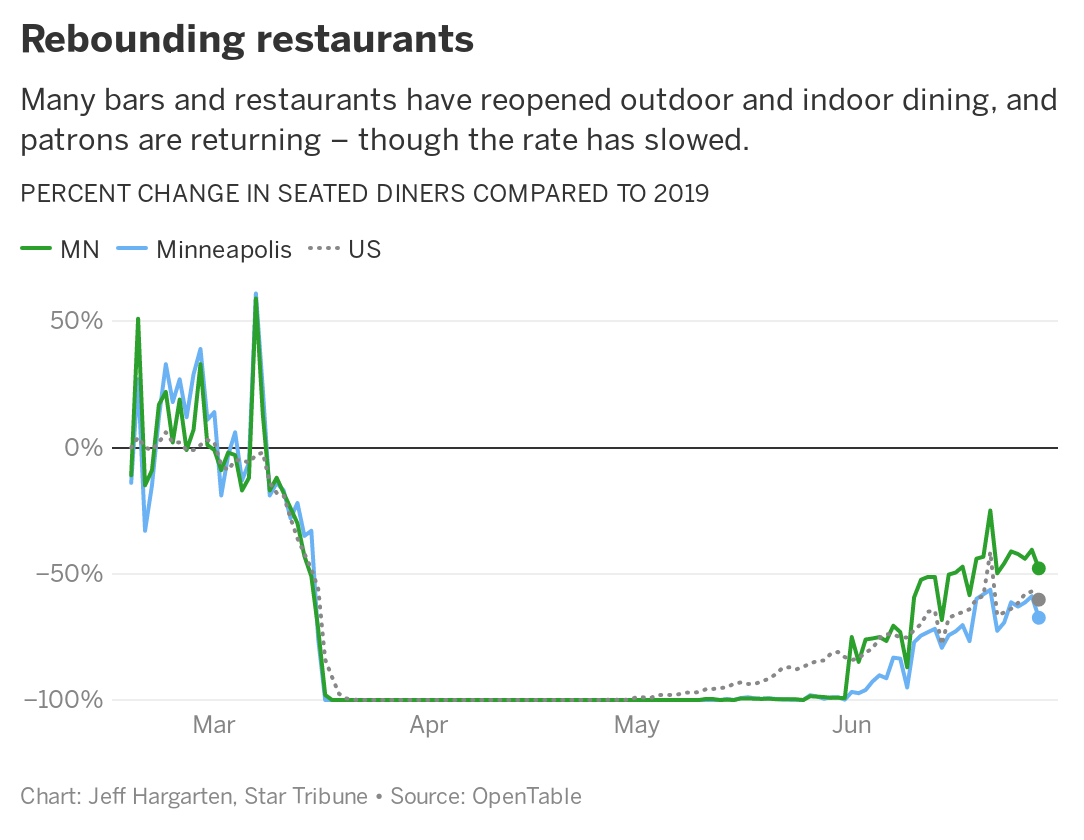 Rebounding restaurants
Many bars and restaurants have reopened outdoor and indoor dining, and
patrons are returning – though the rate has slowed.
PERCENT CHANGE IN SEATED DINERS COMPARED TO 2019
MN Minneapolis US
50%
0%
−50%
−100%
Mar Apr May Jun
Chart: Jeff Hargarten, Star Tribune • Source: OpenTable